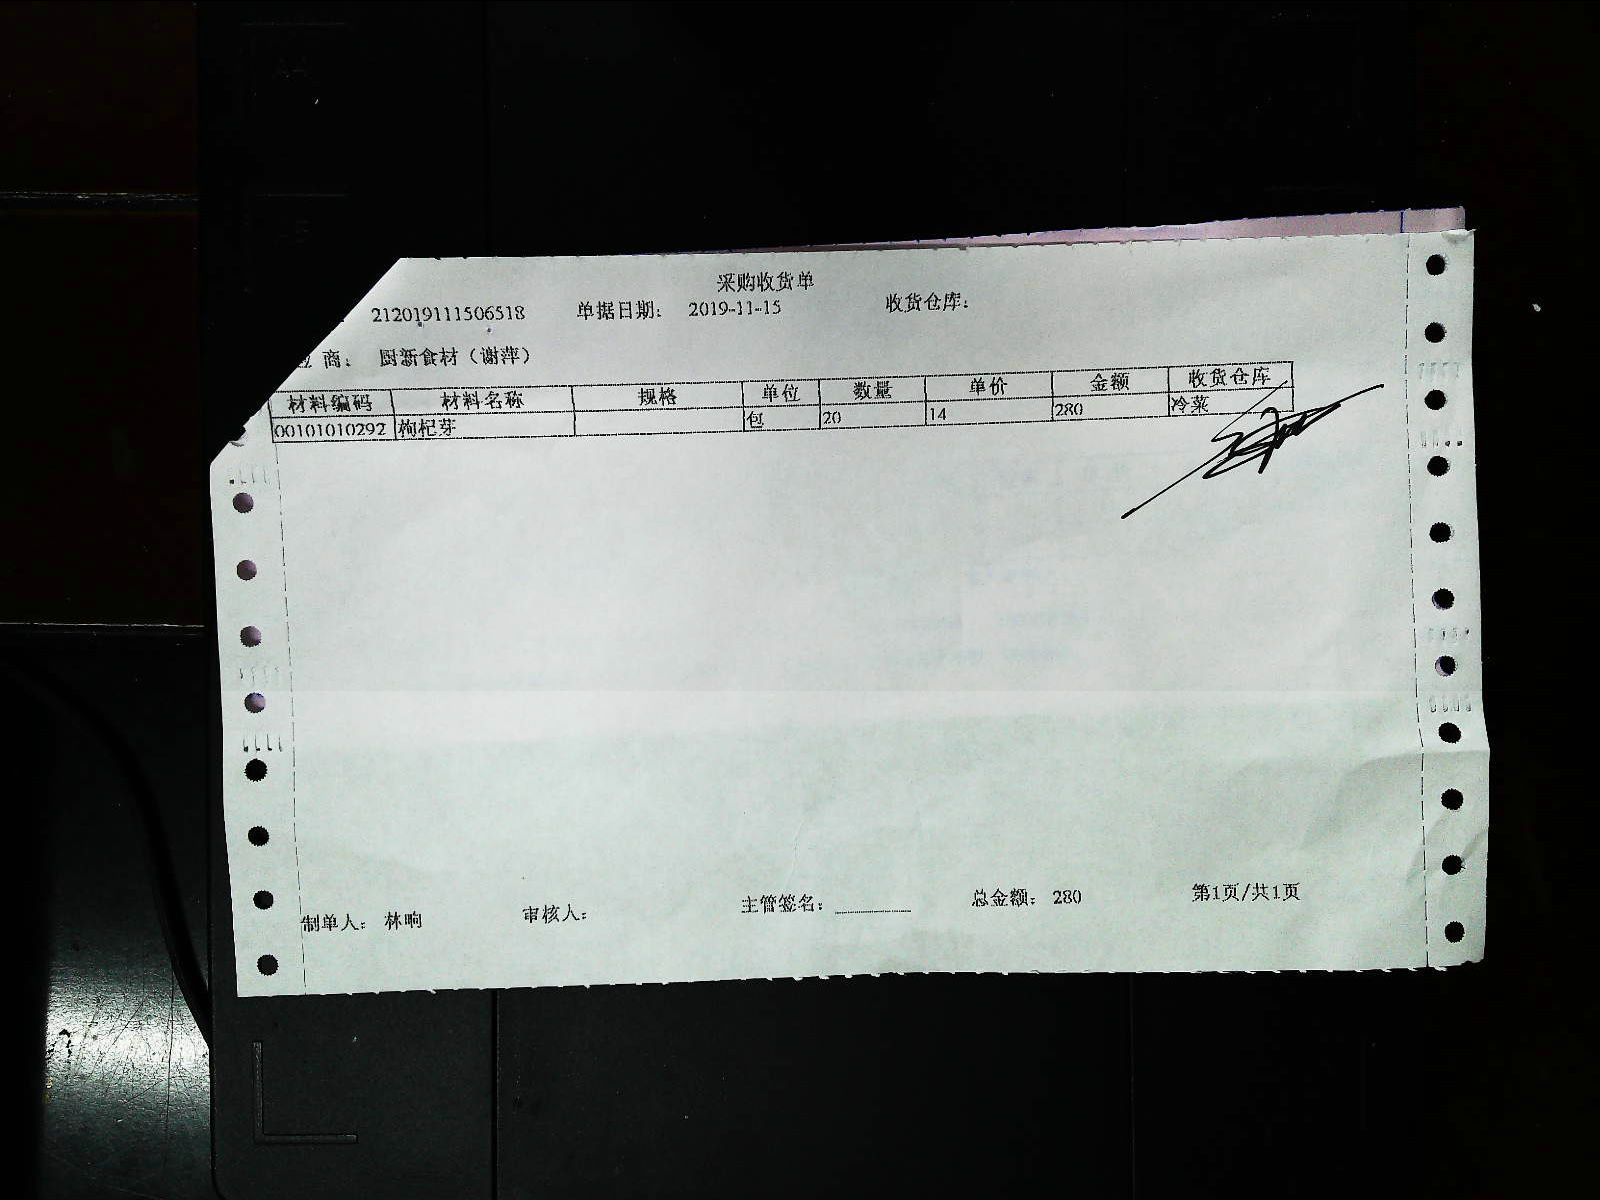 采购收货单
212019111506518 单据日期: 2019-11-15 收货仓库:
商: 厨新食材（谢萍）
材料编码 材料名称 规格 单位 数量 单价 金额 收货仓库
00101010292 枸杞芽 包 20 14 280 冷菜
制单人: 林响 审核人: 主管签名: 总金额: 280 第1页/共1页